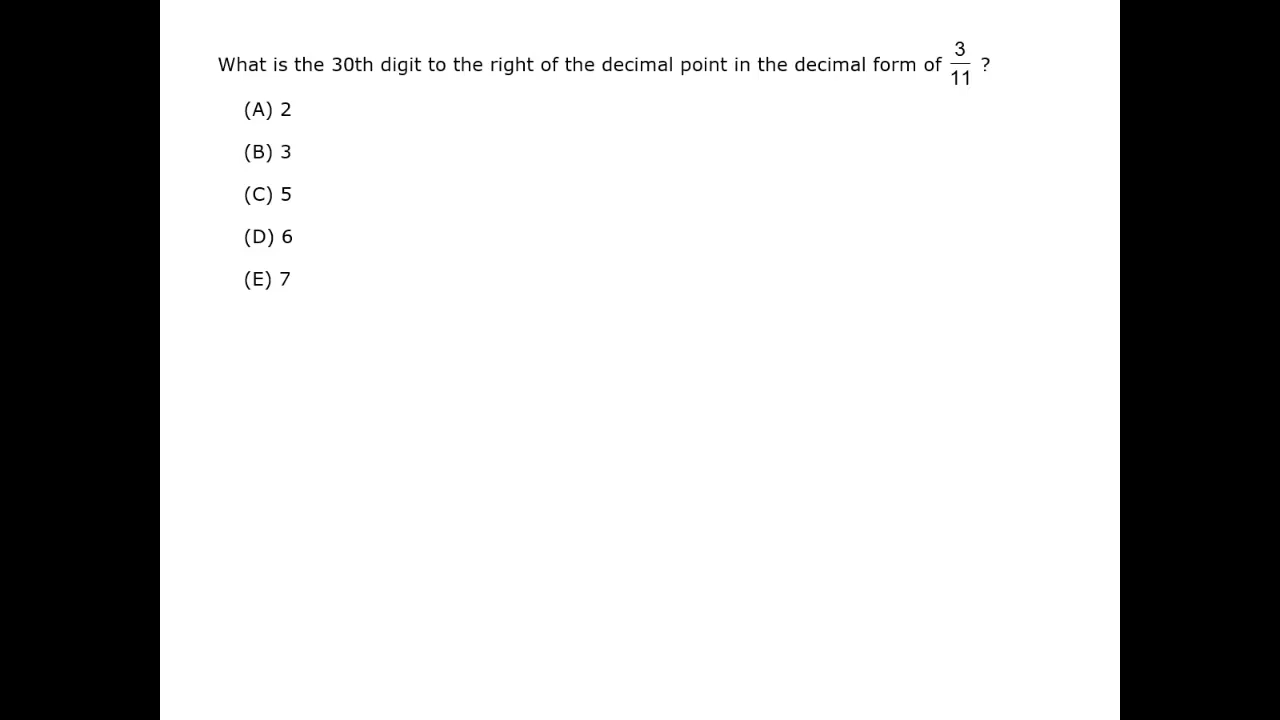 What is the 30th digit to the right of the decimal point in the decimal form of 3/11 ?
(A) 2
(B) 3
(C) 5
(D) 6
(E) 7